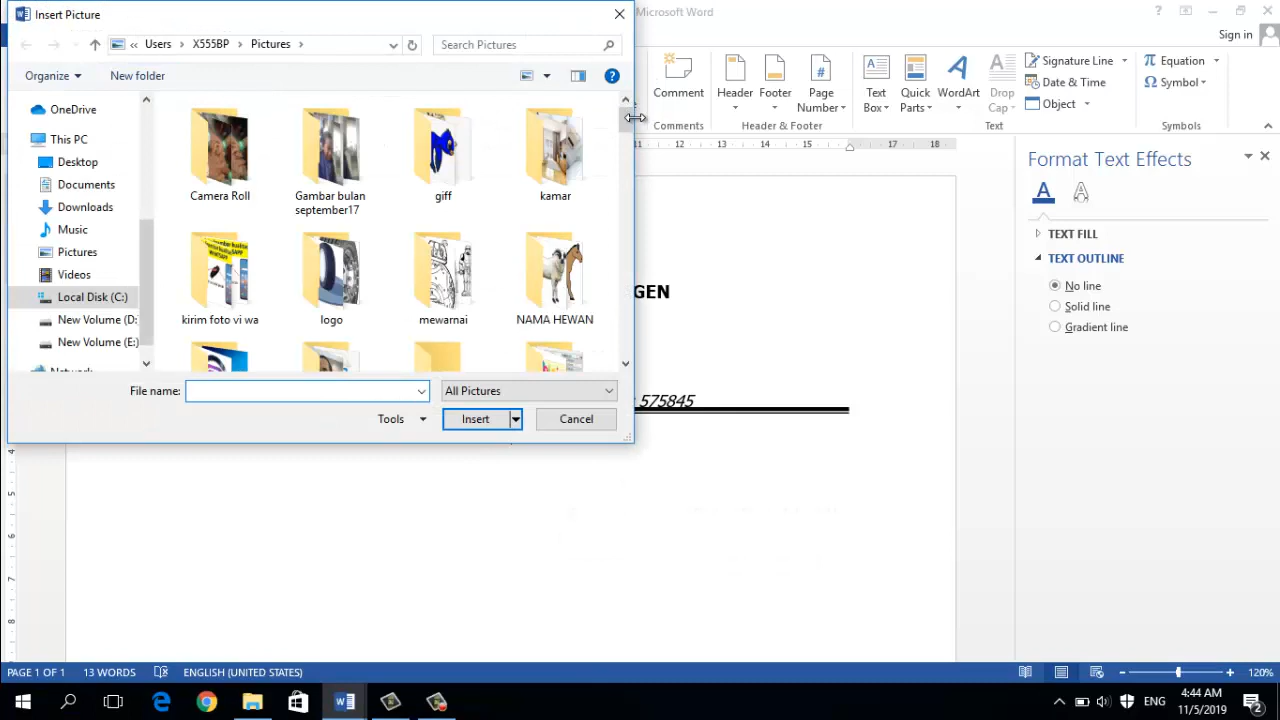 Insert Picture
Microsoft Word
« Users › X555BP › Pictures ›
Search Pictures
Sign in
Organize
New folder
Comment
Header
Footer
Page
Number
Text
Box
Quick
Parts
WordArt
Drop
Cap
Signature Line
Date & Time
Object
Equation
Symbol
Comments
Header & Footer
Text
Symbols
OneDrive
This PC
Desktop
Documents
Downloads
Music
Pictures
Videos
Local Disk (C:)
New Volume (D:
New Volume (E:)
Camera Roll
Gambar bulan
september17
giff
kamar
kirim foto vi wa
logo
mewarnai
NAMA HEWAN
11 12 13 14 15 17 18
Format Text Effects
TEXT FILL
TEXT OUTLINE
No line
Solid line
Gradient line
GEN
575845
File name:
All Pictures
Tools
Insert
Cancel
4
5
6
7
8
PAGE 1 OF 1
13 WORDS
ENGLISH (UNITED STATES)
120%
ENG
4:44 AM
11/5/2019
2